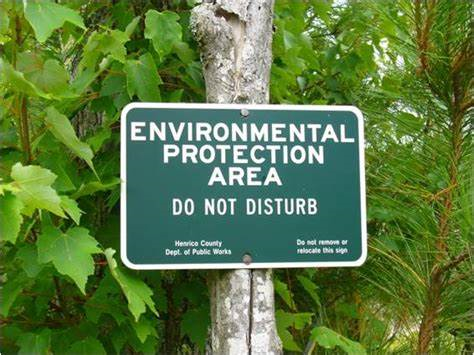 ENVIRONMENTAL
PROTECTION
AREA
DO NOT DISTURB
Henrico County
Dept. of Public Works
Do not remove or
relocate this sign